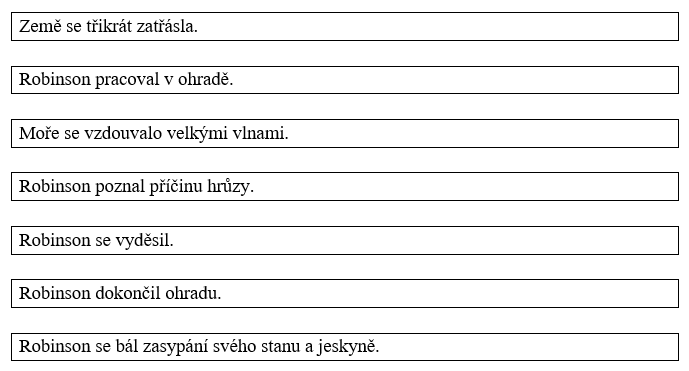 Země se třikrát zatřásla.
Robinson pracoval v ohradě.
Moře se vzdouvalo velkými vlnami.
Robinson poznal příčinu hrůzy.
Robinson se vyděsil.
Robinson dokončil ohradu.
Robinson se bál zasypání svého stanu a jeskyně.